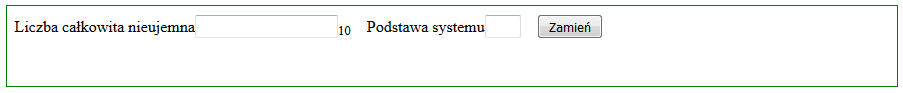 Liczba całkowita nieujemna 10 Podstawa systemu Zamień